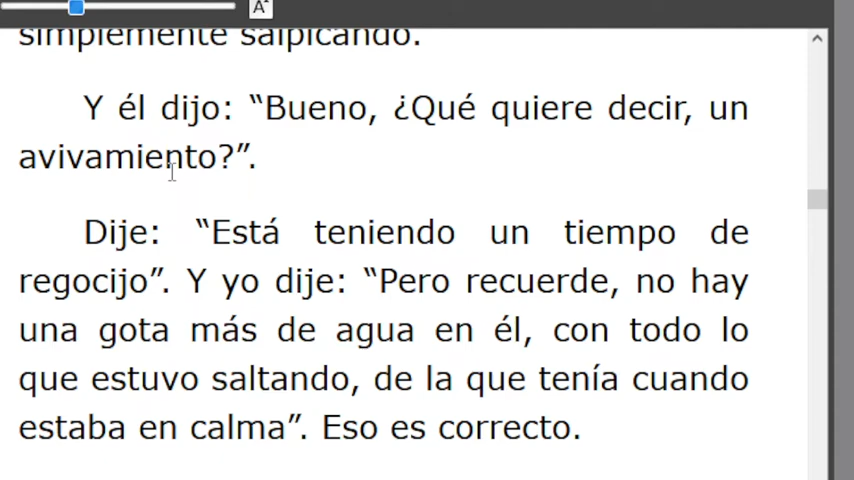 A
simplemente salpicando.
Y él dijo: “Bueno, ¿Qué quiere decir, un
avivamiento?”.
Dije: “Está teniendo un tiempo de
regocijo”. Y yo dije: “Pero recuerde, no hay
una gota más de agua en él, con todo lo
que estuvo saltando, de la que tenía cuando
estaba en calma”. Eso es correcto.